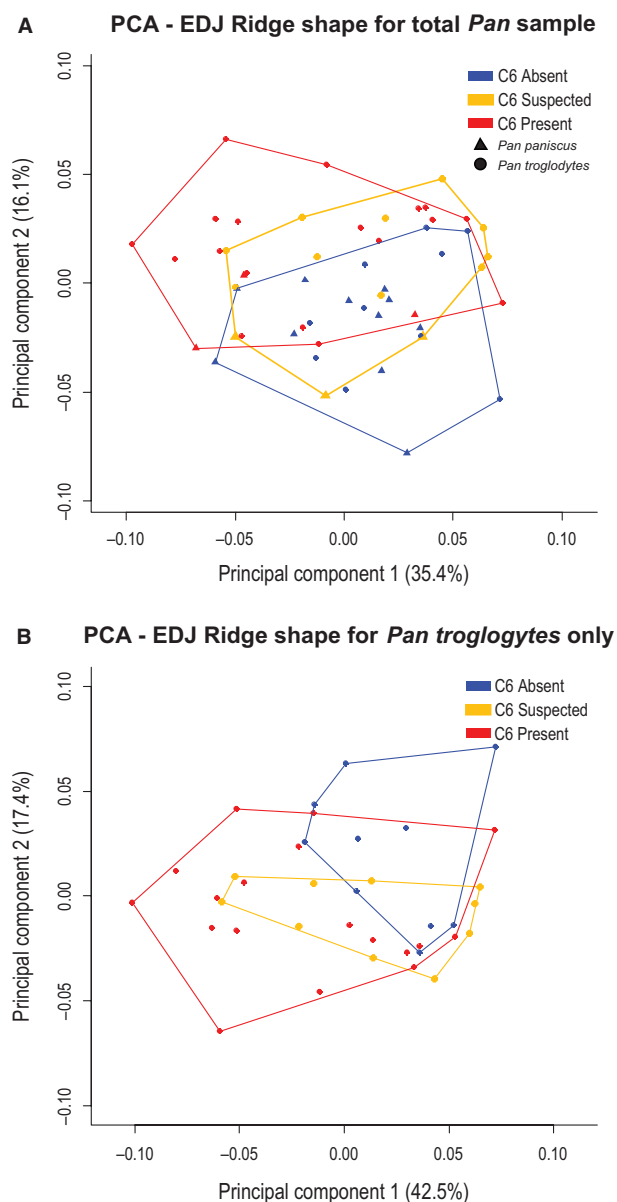 A PCA - EDJ Ridge shape for total Pan sample
C6 Absent
C6 Suspected
C6 Present
Pan paniscus
Pan troglodytes
0.10
0.05
0.00
−0.05
−0.10
Principal component 2 (16.1%)
−0.10 −0.05 0.00 0.05 0.10
Principal component 1 (35.4%)
B PCA - EDJ Ridge shape for Pan troglogytes only
C6 Absent
C6 Suspected
C6 Present
0.10
0.05
0.00
−0.05
−0.10
Principal component 2 (17.4%)
−0.10 −0.05 0.00 0.05 0.10
Principal component 1 (42.5%)